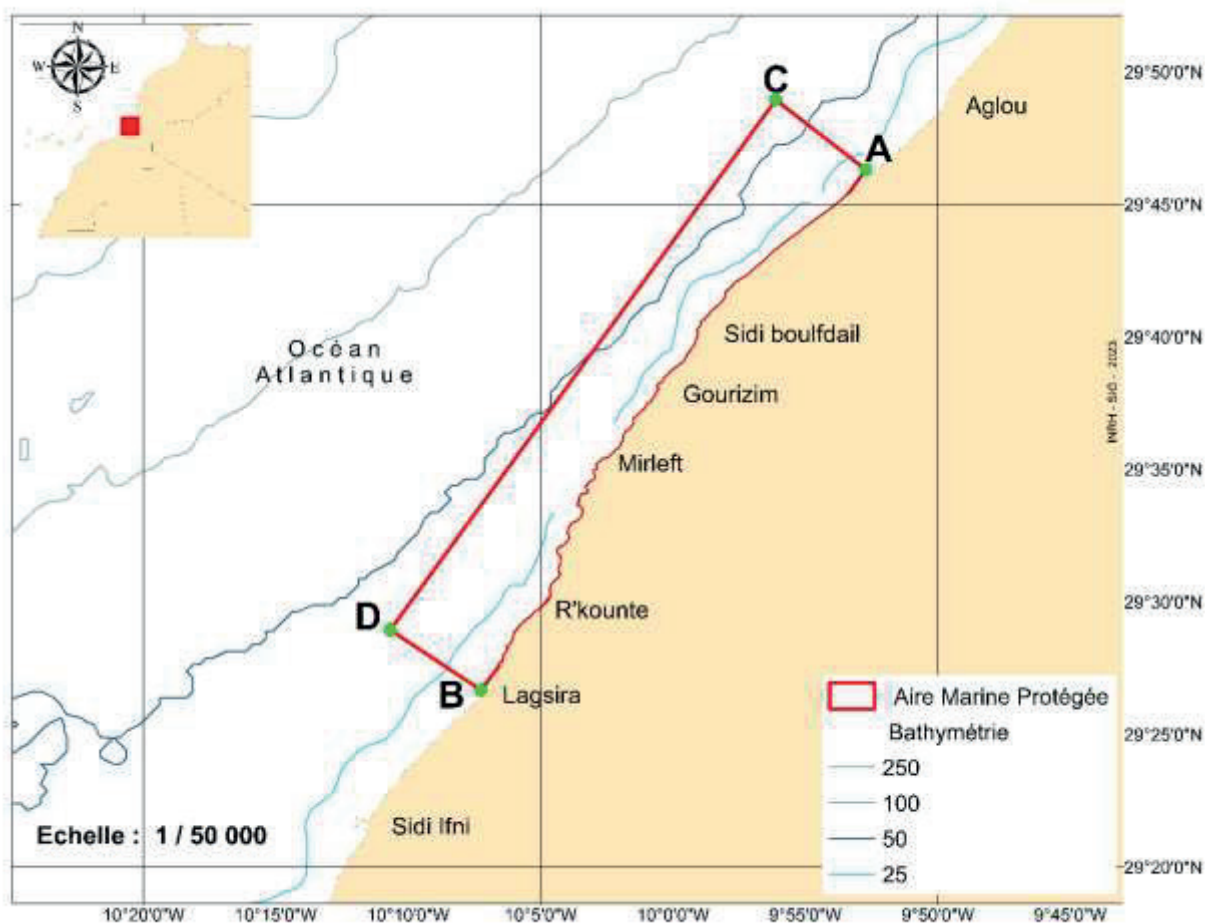 N
W
E
S
C
A
Aglou
29°50'0"N
29°45'0"N
Sidi boulfdail
29°40'0"N
Océan
Atlantique
Gourizim
INRH - SIG - 2023
Mirleft
29°35'0"N
D
R'kounte
29°30'0"N
B
Lagsira
Aire Marine Protégée
Bathymétrie
29°25'0"N
250
100
50
25
Echelle : 1 / 50 000
Sidi Ifni
29°20'0"N
10°20'0"W
10°15'0"W
10°10'0"W
10°5'0"W
10°0'0"W
9°55'0"W
9°50'0"W
9°45'0"W